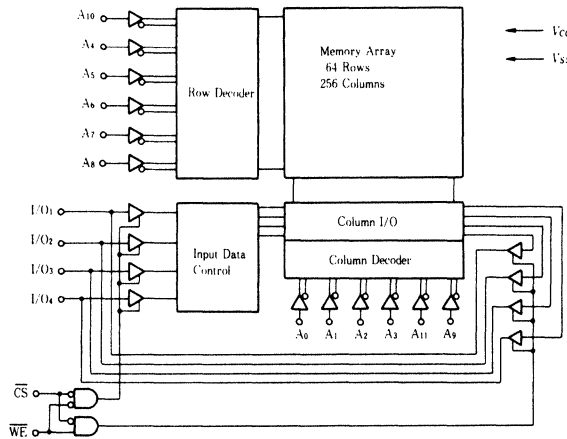 A10
A4
A5
A6
A7
A8
Row Decoder
Memory Array
64 Rows
256 Columns
I/O1
I/O2
I/O3
I/O4
Input Data
Control
Column I/O
Column Decoder
A0 A1 A2 A3 A11 A9
CS
WE